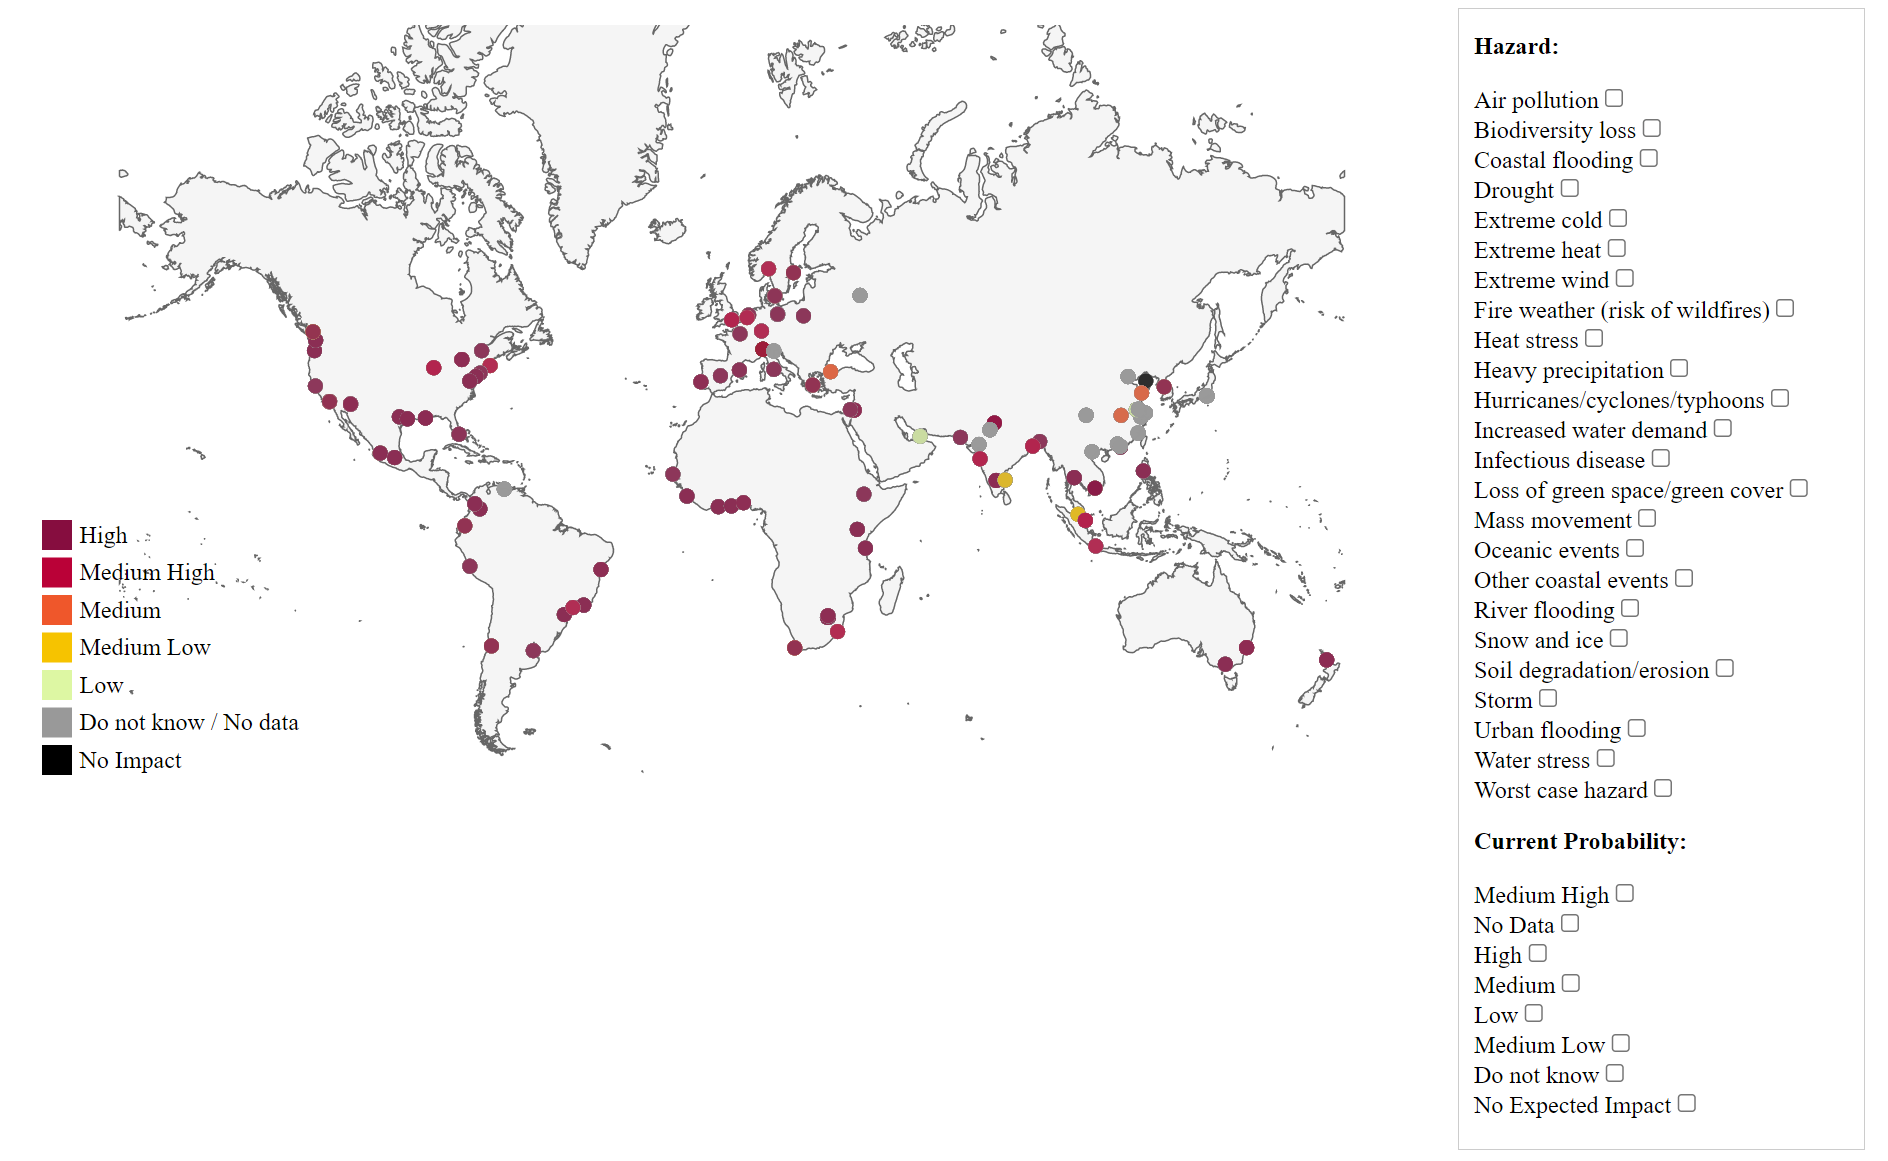 High
Medium High
Medium
Medium Low
Low
Do not know / No data
No Impact
Hazard:
Air pollution
Biodiversity loss
Coastal flooding
Drought
Extreme cold
Extreme heat
Extreme wind
Fire weather (risk of wildfires)
Heat stress
Heavy precipitation
Hurricanes/cyclones/typhoons
Increased water demand
Infectious disease
Loss of green space/green cover
Mass movement
Oceanic events
Other coastal events
River flooding
Snow and ice
Soil degradation/erosion
Storm
Urban flooding
Water stress
Worst case hazard
Current Probability:
Medium High
No Data
High
Medium
Low
Medium Low
Do not know
No Expected Impact